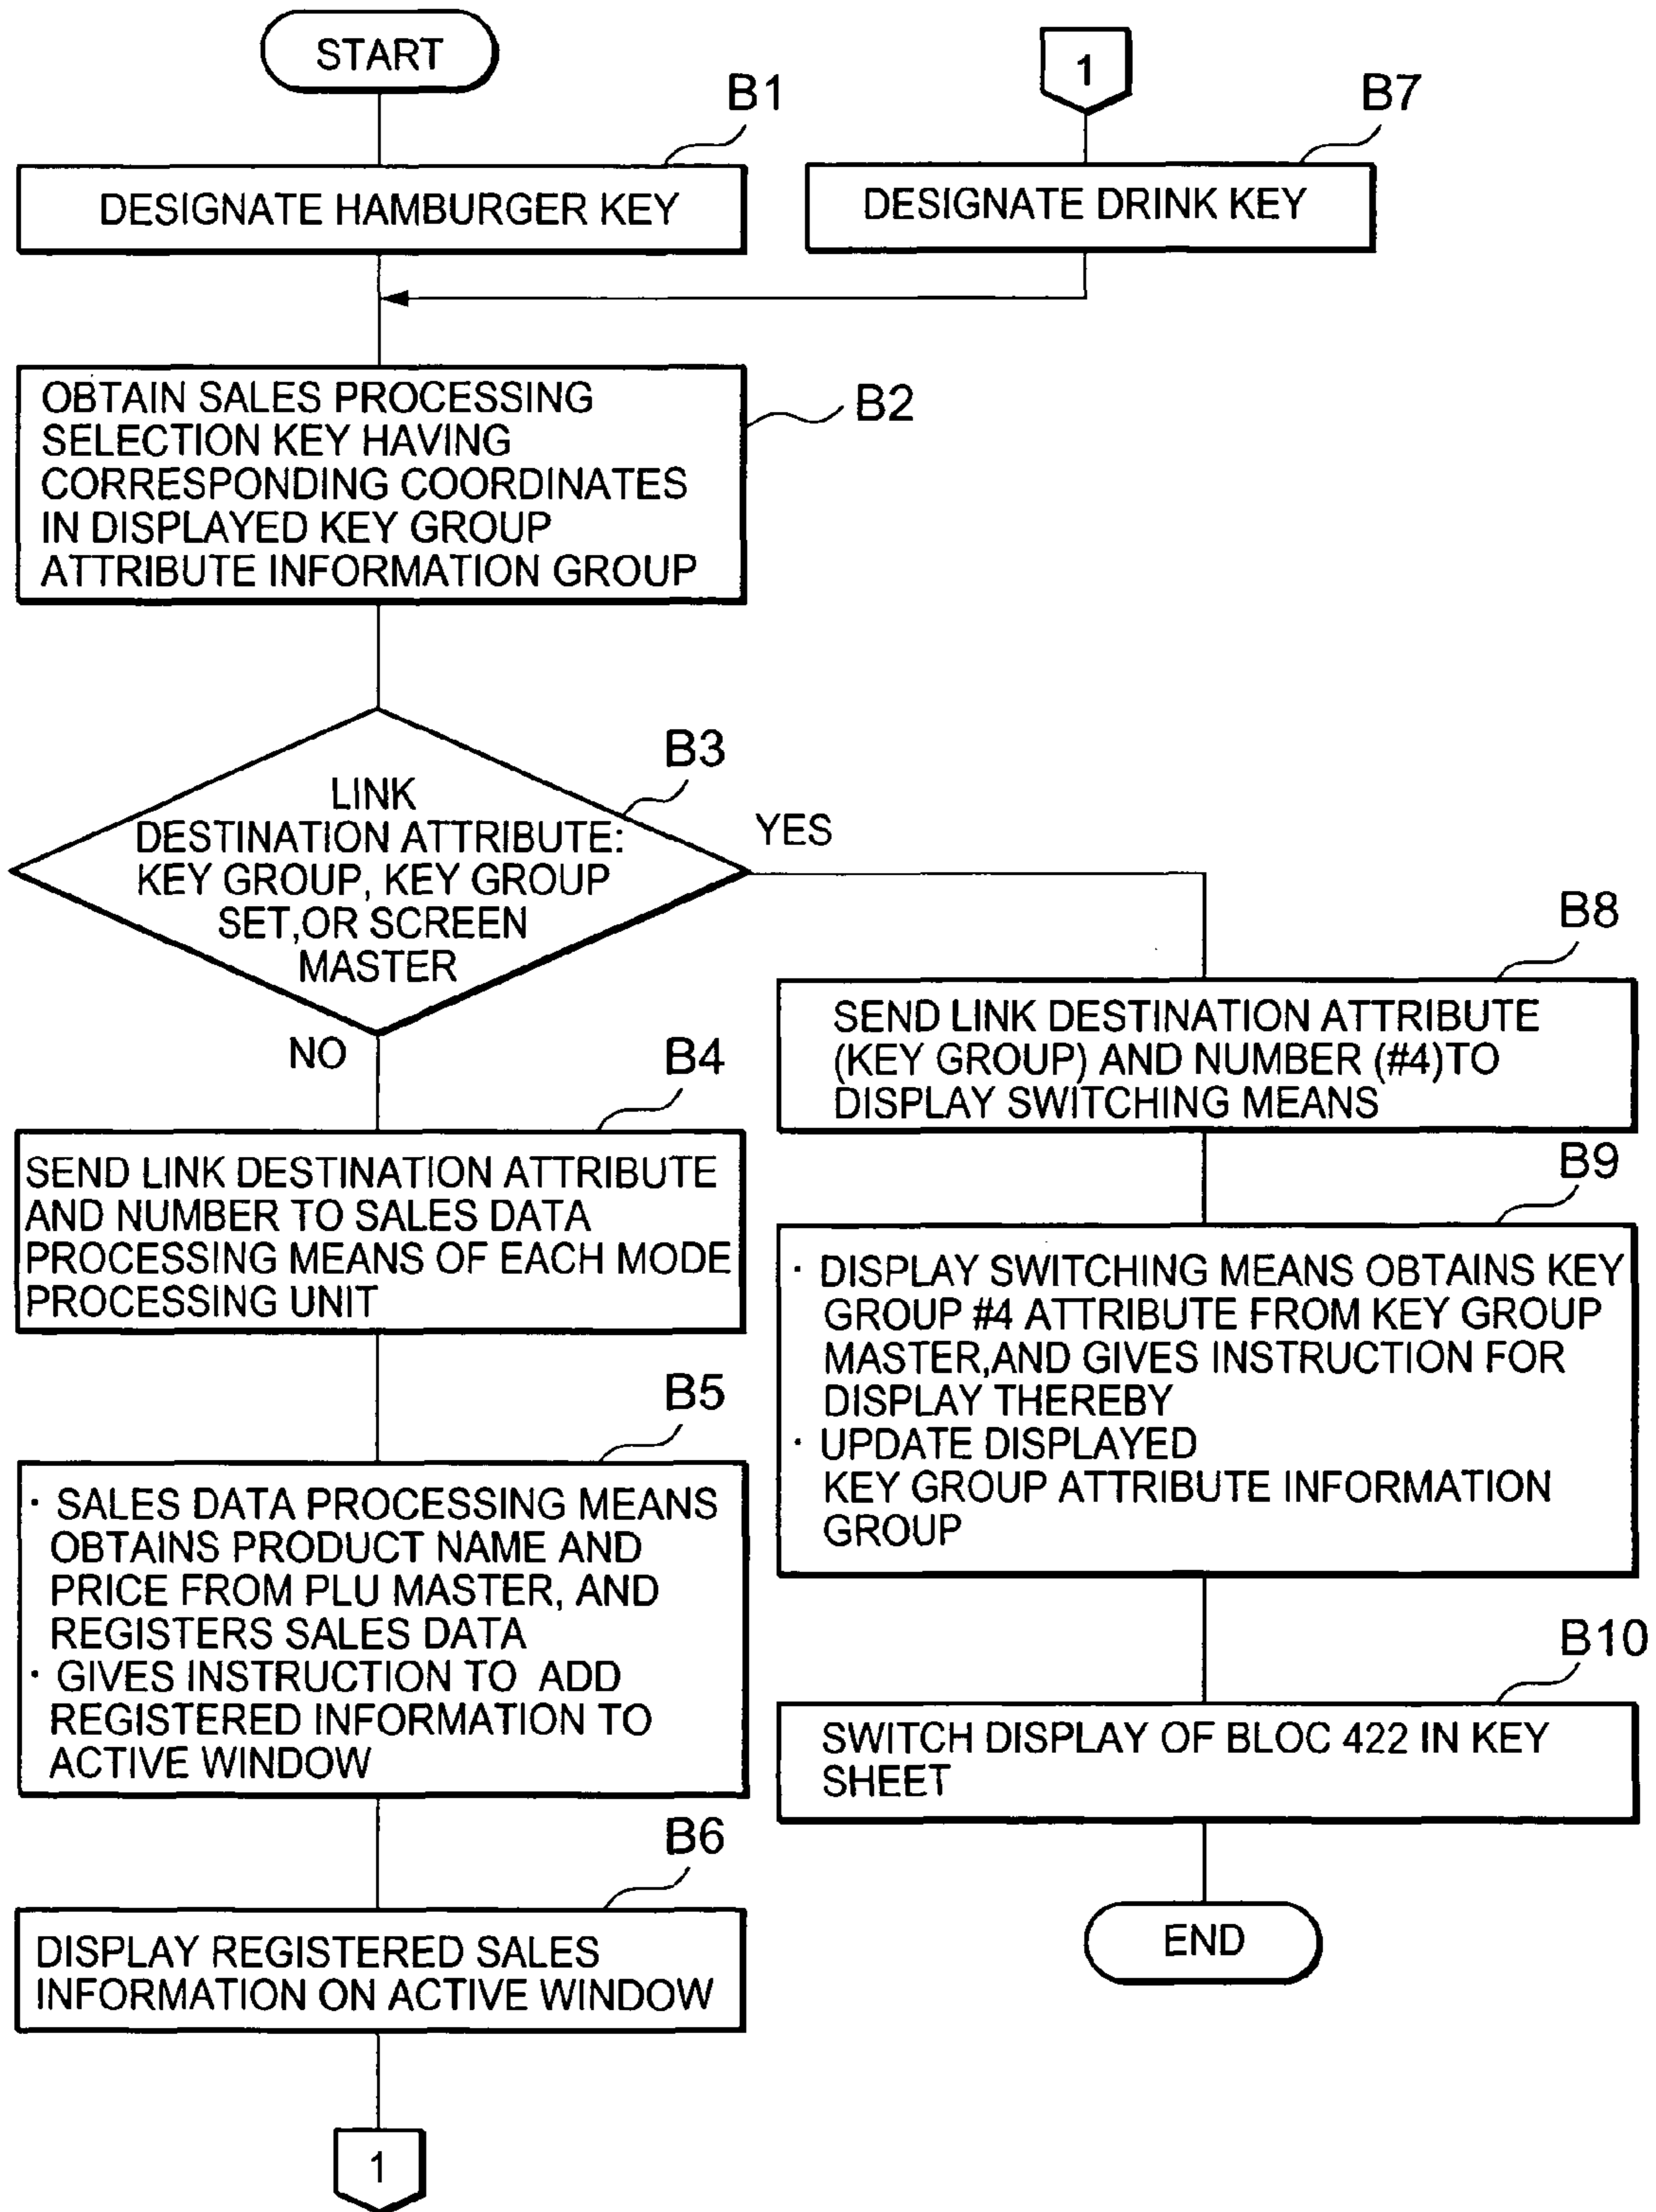 START
B1
DESIGNATE HAMBURGER KEY
1
B7
DESIGNATE DRINK KEY
OBTAIN SALES PROCESSING
SELECTION KEY HAVING
CORRESPONDING COORDINATES
IN DISPLAYED KEY GROUP
ATTRIBUTE INFORMATION GROUP
B2
B3
LINK
DESTINATION ATTRIBUTE:
KEY GROUP, KEY GROUP
SET,OR SCREEN
MASTER
YES
NO
B4
SEND LINK DESTINATION ATTRIBUTE
AND NUMBER TO SALES DATA
PROCESSING MEANS OF EACH MODE
PROCESSING UNIT
B5
· SALES DATA PROCESSING MEANS
OBTAINS PRODUCT NAME AND
PRICE FROM PLU MASTER, AND
REGISTERS SALES DATA
· GIVES INSTRUCTION TO ADD
REGISTERED INFORMATION TO
ACTIVE WINDOW
B6
DISPLAY REGISTERED SALES
INFORMATION ON ACTIVE WINDOW
1
B8
SEND LINK DESTINATION ATTRIBUTE
(KEY GROUP) AND NUMBER (#4)TO
DISPLAY SWITCHING MEANS
B9
· DISPLAY SWITCHING MEANS OBTAINS KEY
GROUP #4 ATTRIBUTE FROM KEY GROUP
MASTER,AND GIVES INSTRUCTION FOR
DISPLAY THEREBY
· UPDATE DISPLAYED
KEY GROUP ATTRIBUTE INFORMATION
GROUP
B10
SWITCH DISPLAY OF BLOC 422 IN KEY
SHEET
END